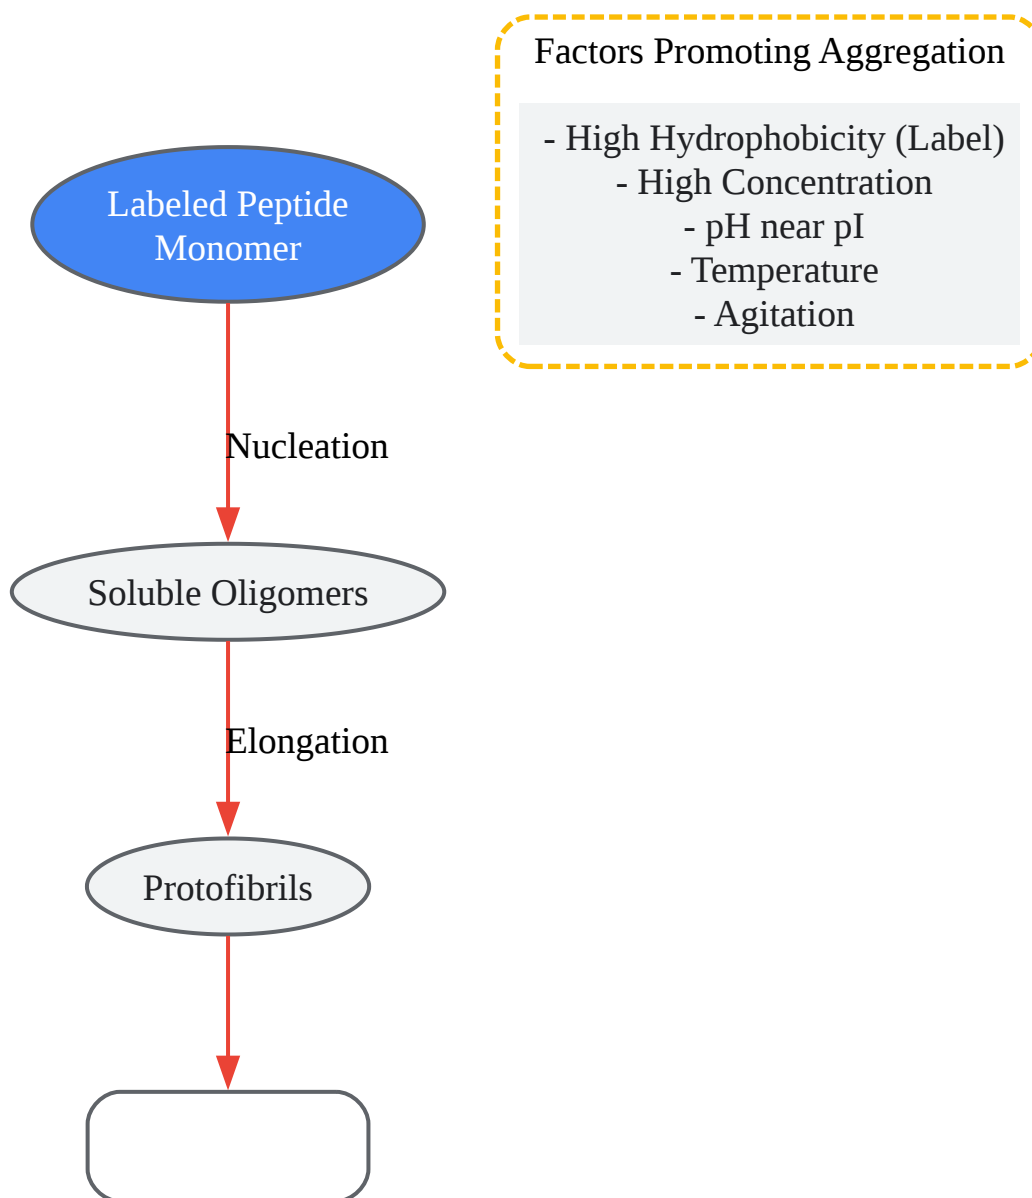 Factors Promoting Aggregation
- High Hydrophobicity (Label)
- High Concentration
- pH near pI
- Temperature
- Agitation
Labeled Peptide
Monomer
Nucleation
Soluble Oligomers
Elongation
Protofibrils